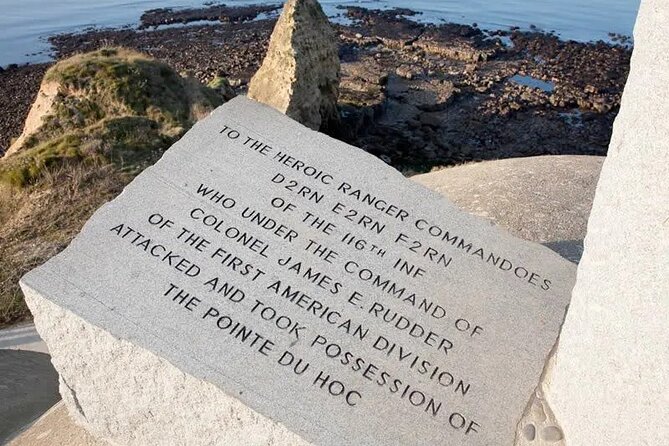 TO THE HEROIC RANGER COMMANDOES
D2RN E2RN F2RN
OF THE 116TH INF
WHO UNDER THE COMMAND OF
COLONEL JAMES E. RUDDER
OF THE FIRST AMERICAN DIVISION
ATTACKED AND TOOK POSSESSION OF
THE POINTE DU HOC